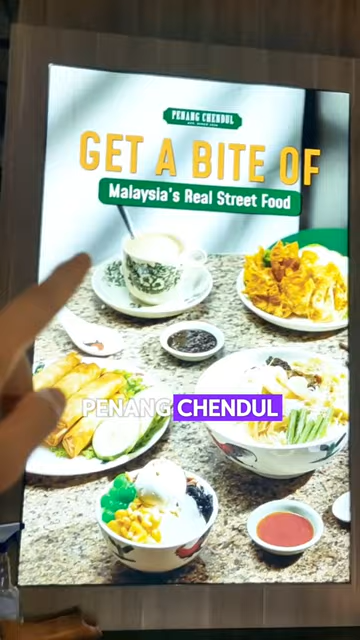 PENANG CHENDUL
GET A BITE OF
Malaysia's Real Street Food
PENANG CHENDUL